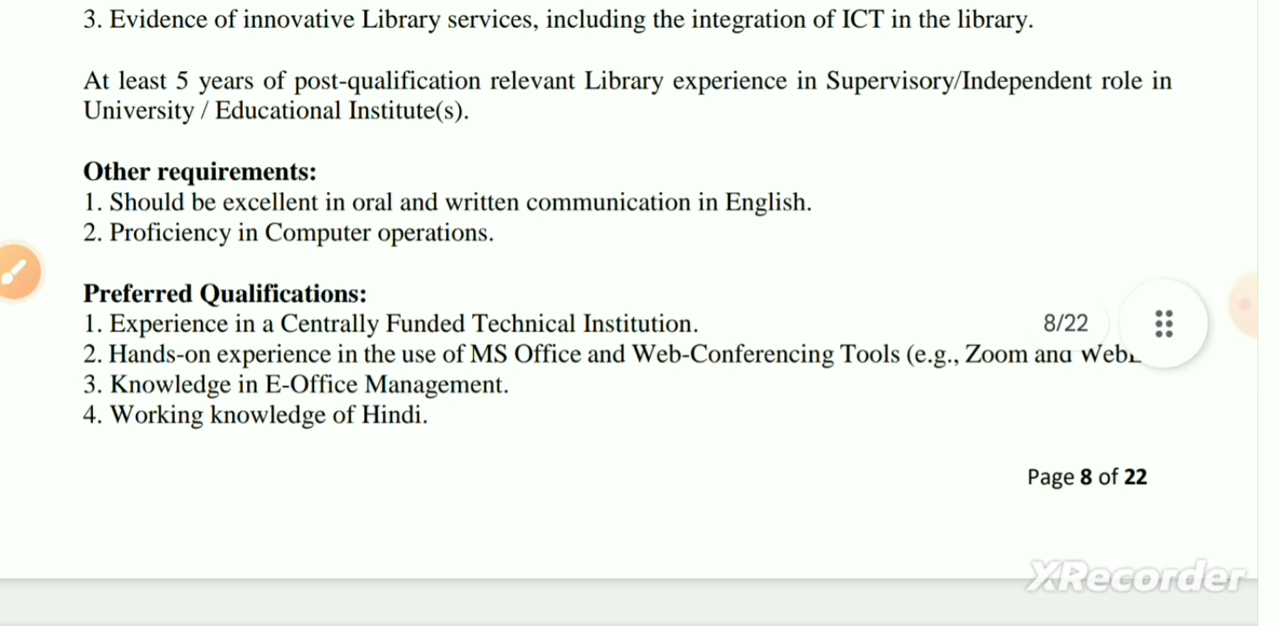 3. Evidence of innovative Library services, including the integration of ICT in the library.
At least 5 years of post-qualification relevant Library experience in Supervisory/Independent role in
University / Educational Institute(s).
Other requirements:
1. Should be excellent in oral and written communication in English.
2. Proficiency in Computer operations.
Preferred Qualifications:
1. Experience in a Centrally Funded Technical Institution.
8/22
2. Hands-on experience in the use of MS Office and Web-Conferencing Tools (e.g., Zoom and
3. Knowledge in E-Office Management.
4. Working knowledge of Hindi.
Page 8 of 22
XRecorder